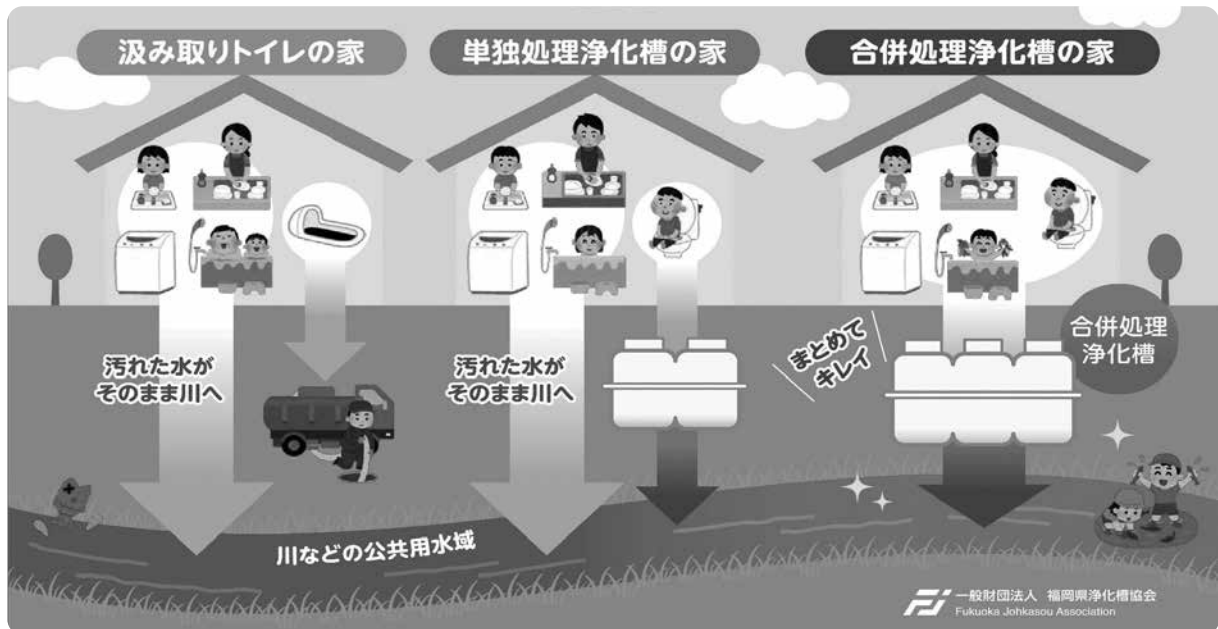 汲み取りトイレの家
単独処理浄化槽の家
合併処理浄化槽の家
汚れた水が
そのまま川へ
汚れた水が
そのまま川へ
まとめて
キレイ
合併処理
浄化槽
川などの公共用水域
一般財団法人 福岡県浄化槽協会
Fukuoka Johkasou Association